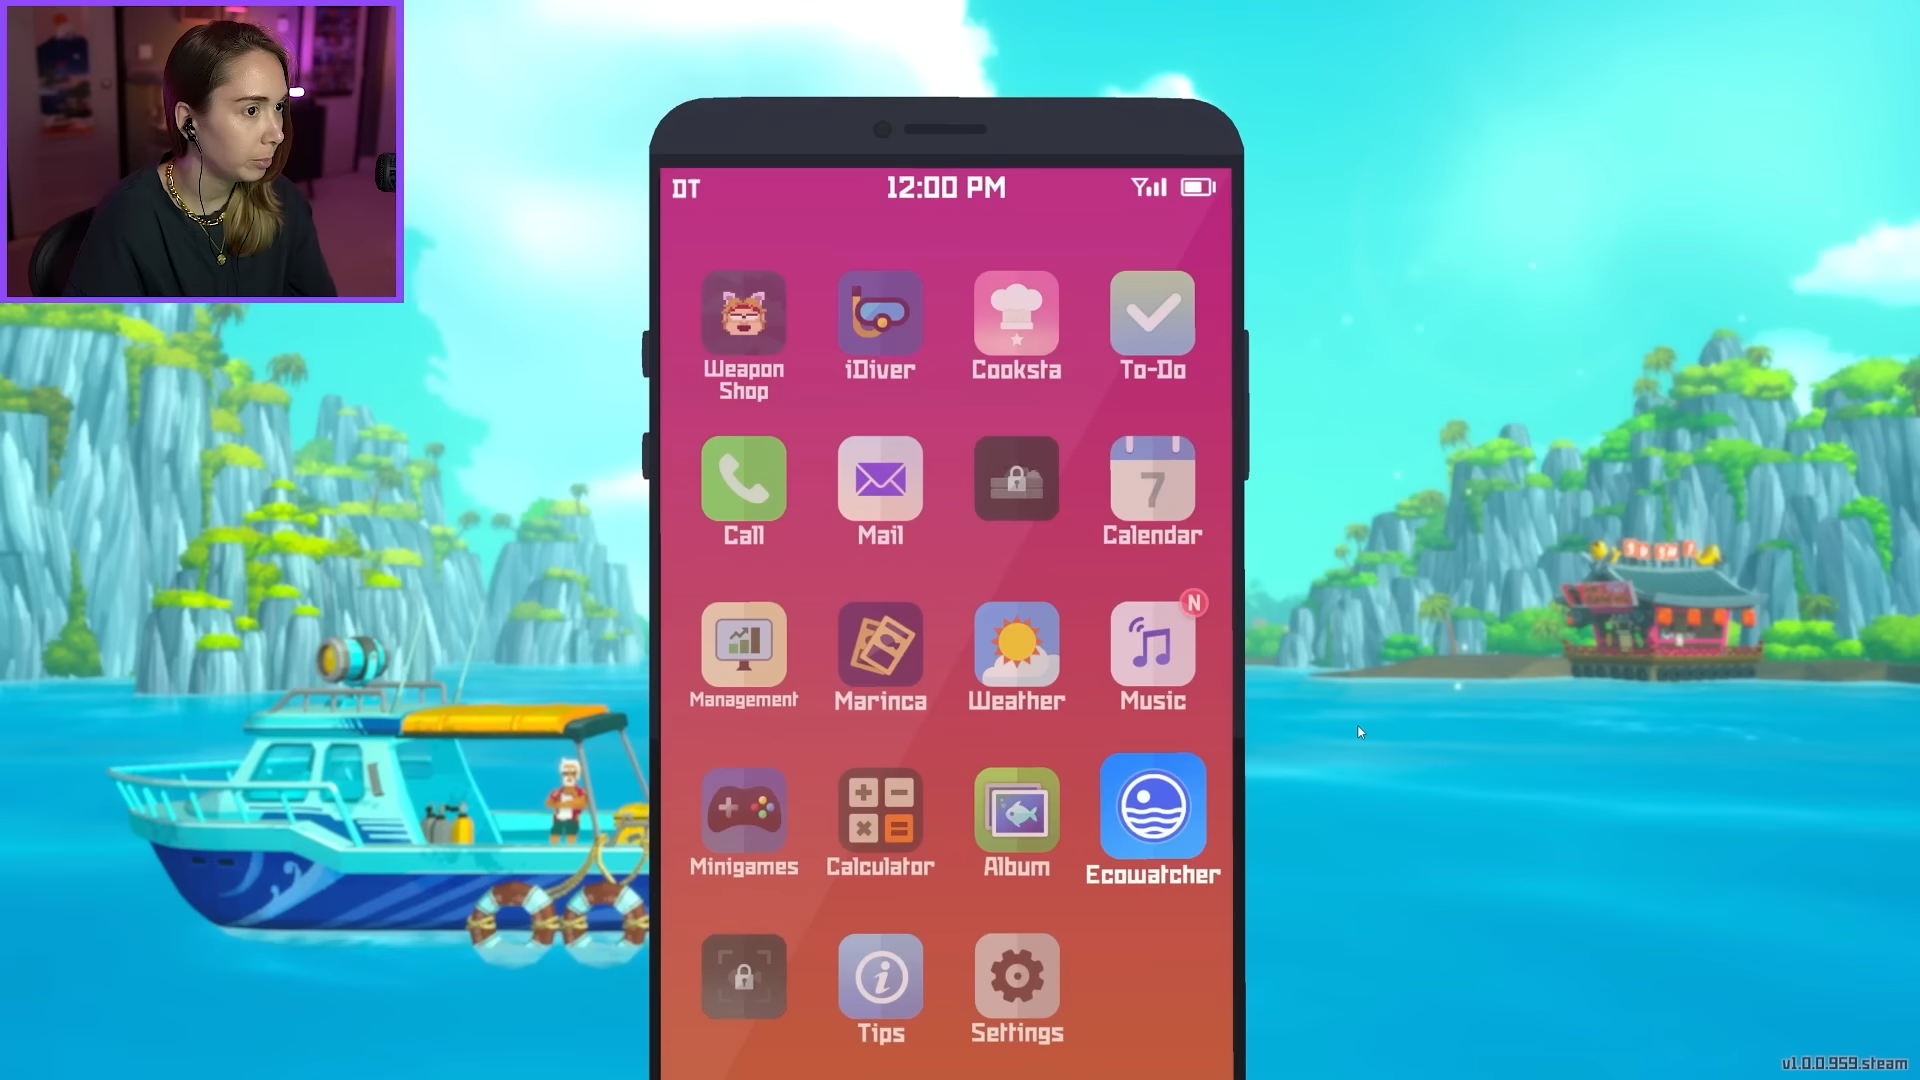 DT
12:00 PM
Weapon
Shop
iDiver
Cooksta
To-Do
7
Call
Mail
Calendar
N
Management
Marinca
Weather
Music
Minigames
Calculator
Album
Ecowatcher
Tips
Settings
v1.0.0.959.steam